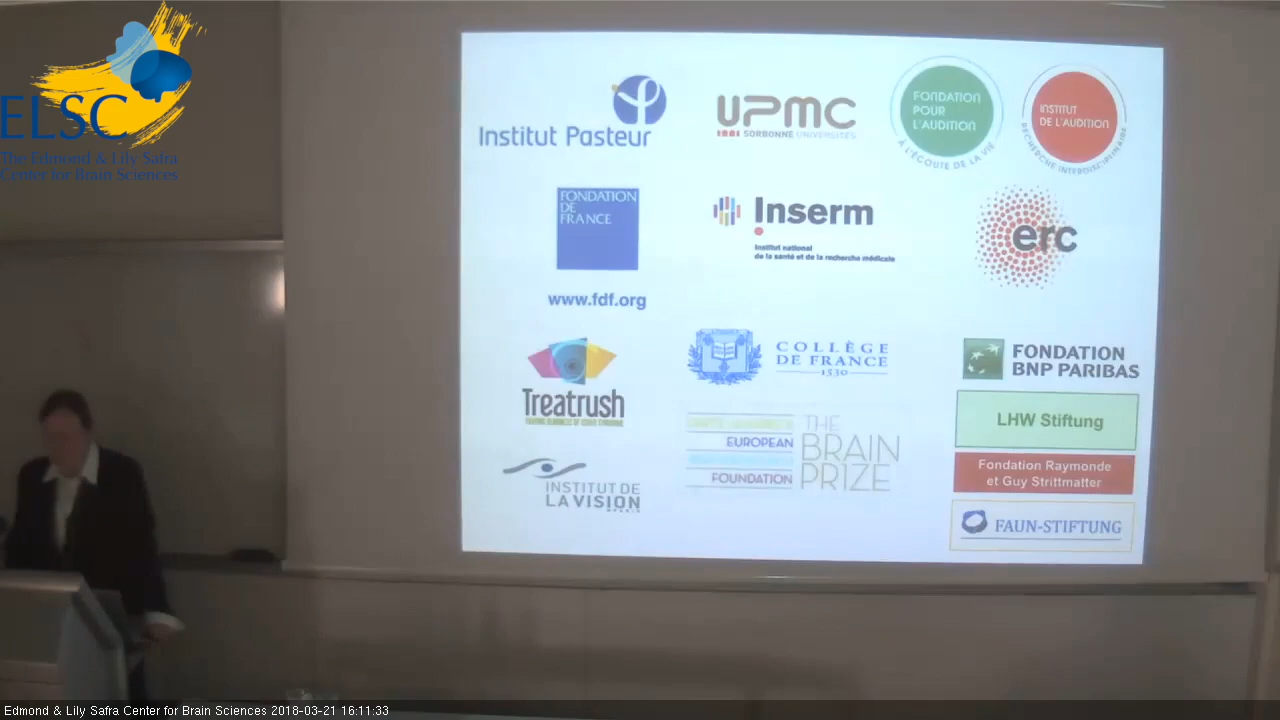 ELSC
The Edmond & Lily Safra
Center for Brain Sciences
Institut Pasteur
UPMC
SORBONNE UNIVERSITÉS
FONDATION
POUR
L'AUDITION
À L'ÉCOUTE DE LA VIE
INSTITUT
DE L'AUDITION
RECHERCHE INTERDISCIPLINAIRE
FONDATION
DE
FRANCE
www.fdf.org
Inserm
Institut national
de la santé et de la recherche médicale
erc
Treatrush
COLLÈGE
DE FRANCE
1530
FONDATION
BNP PARIBAS
LHW Stiftung
EUROPEAN
FOUNDATION
THE
BRAIN
PRIZE
INSTITUT DE
LA VISION
Fondation Raymonde
et Guy Strittmatter
FAUN-STIFTUNG
Edmond & Lily Safra Center for Brain Sciences 2018-03-21 16:11:33